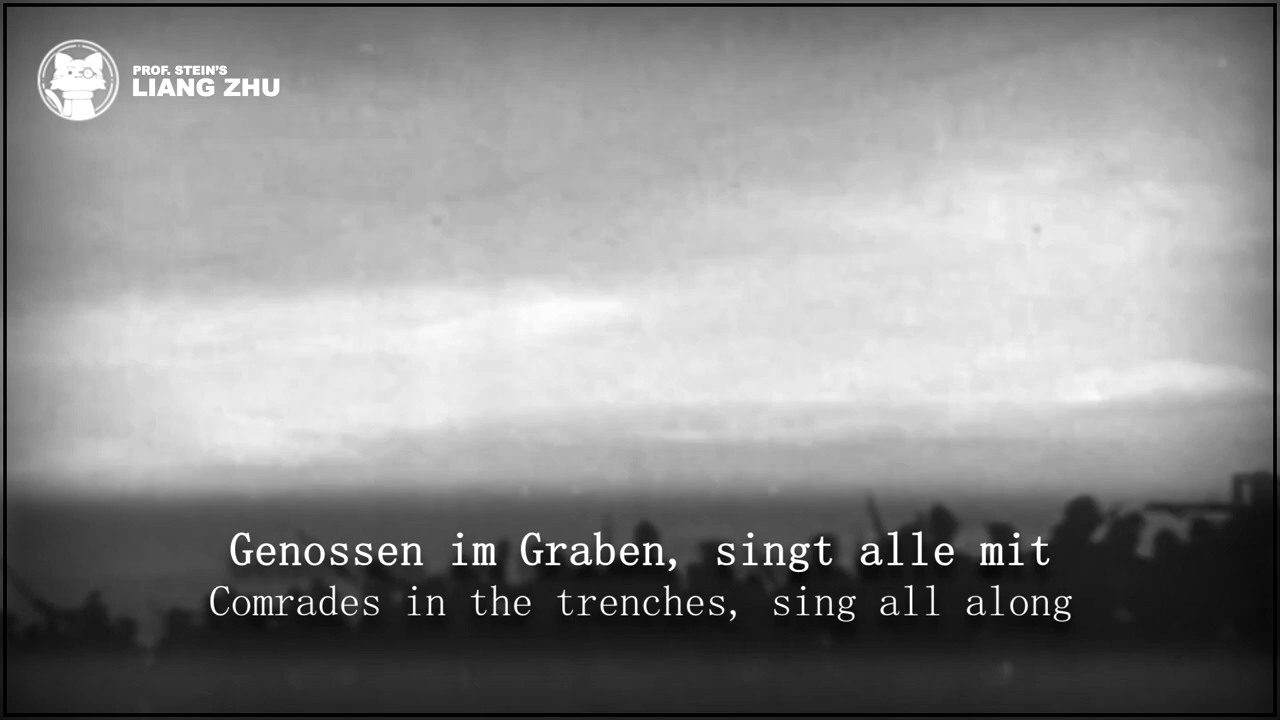 PROF. STEIN'S
LIANG ZHU
Genossen im Graben, singt alle mit
Comrades in the trenches, sing all along